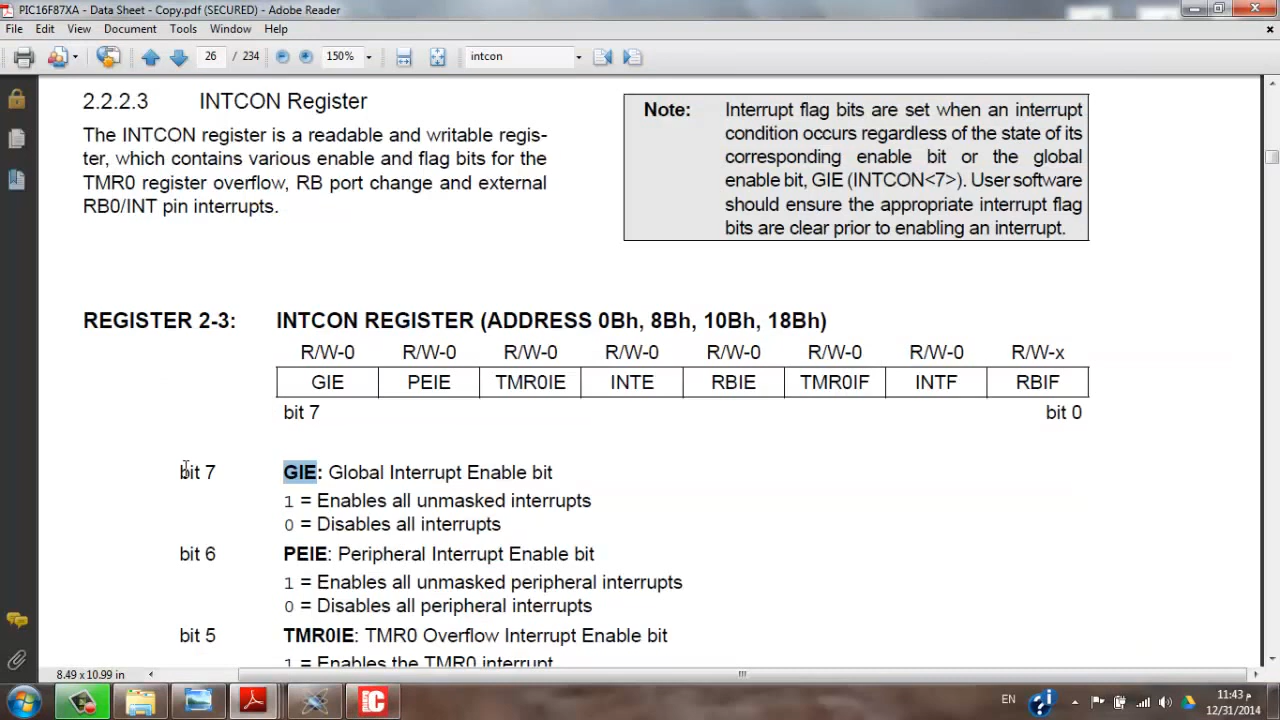 PIC16F87XA - Data Sheet - Copy.pdf (SECURED) - Adobe Reader
File Edit View Document Tools Window Help
26 / 234 150% intcon
2.2.2.3 INTCON Register
The INTCON register is a readable and writable regis-
ter, which contains various enable and flag bits for the
TMR0 register overflow, RB port change and external
RB0/INT pin interrupts.
Note: Interrupt flag bits are set when an interrupt
condition occurs regardless of the state of its
corresponding enable bit or the global
enable bit, GIE (INTCON<7>). User software
should ensure the appropriate interrupt flag
bits are clear prior to enabling an interrupt.
REGISTER 2-3: INTCON REGISTER (ADDRESS 0Bh, 8Bh, 10Bh, 18Bh)
R/W-0 R/W-0 R/W-0 R/W-0 R/W-0 R/W-0 R/W-0 R/W-x
GIE PEIE TMR0IE INTE RBIE TMR0IF INTF RBIF
bit 7 bit 0
bit 7 GIE: Global Interrupt Enable bit
1 = Enables all unmasked interrupts
0 = Disables all interrupts
bit 6 PEIE: Peripheral Interrupt Enable bit
1 = Enables all unmasked peripheral interrupts
0 = Disables all peripheral interrupts
bit 5 TMR0IE: TMR0 Overflow Interrupt Enable bit
1 = Enables the TMR0 interrupt
8.49 x 10.99 in
EN
11:43 م
12/31/2014